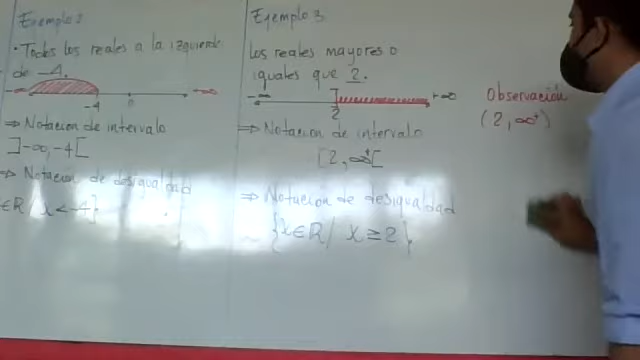 Ejemplo 2
• Todos los reales a la izquierda
de -4.
-∞ +∞
-4 0
⇒ Notación de intervalo
]-∞, -4[
⇒ Notación de desigualdad
∈ℝ / x < -4}
Ejemplo 3
Los reales mayores o
iguales que 2.
-∞ +∞
2
⇒ Notación de intervalo
[2, ∞⁺[
⇒ Notación de desigualdad
{x∈ℝ / x ≥ 2}
Observación
(2, ∞⁺)